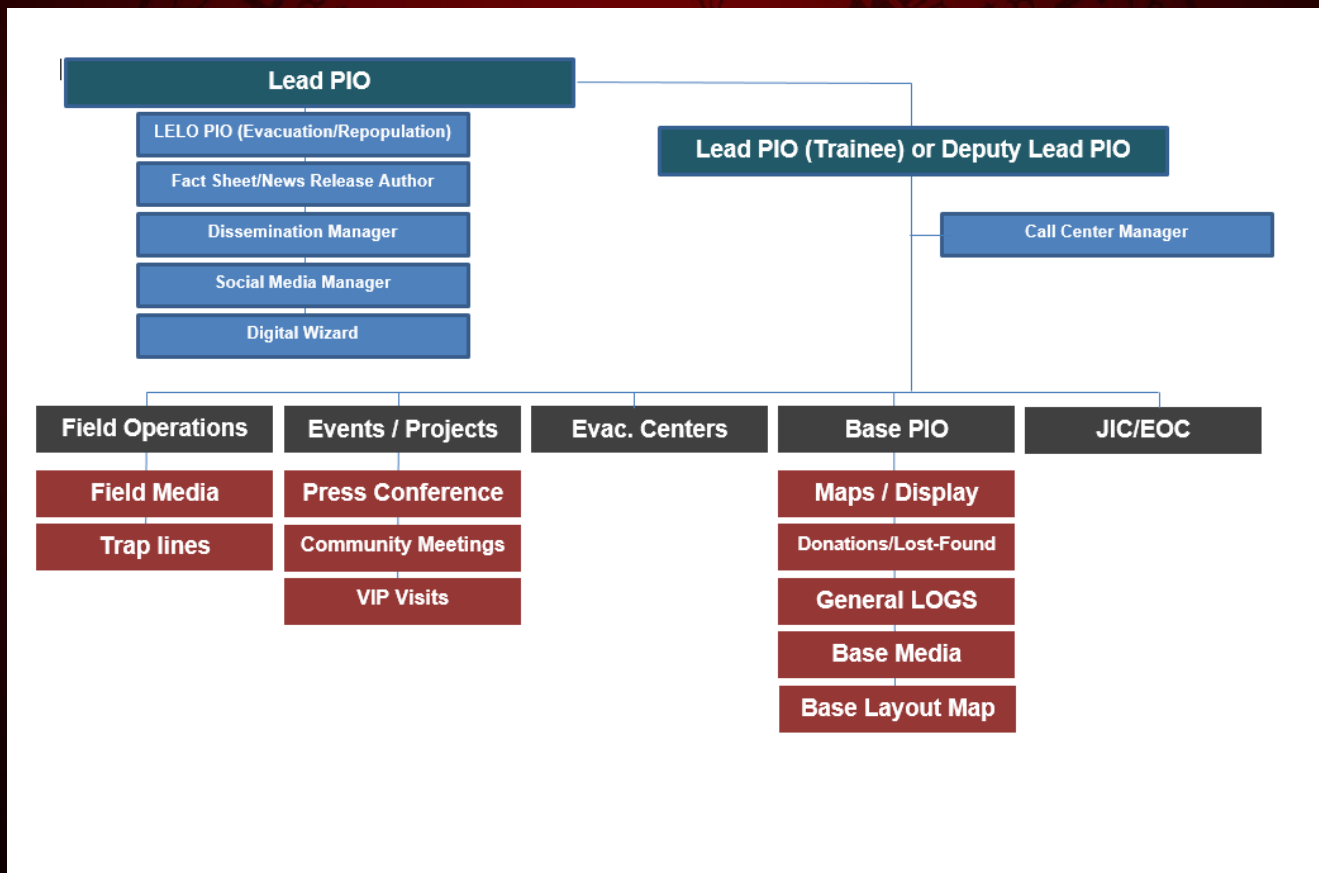 Lead PIO
LELO PIO (Evacuation/Repopulation)
Fact Sheet/News Release Author
Dissemination Manager
Social Media Manager
Digital Wizard
Lead PIO (Trainee) or Deputy Lead PIO
Call Center Manager
Field Operations
Field Media
Trap lines
Events / Projects
Press Conference
Community Meetings
VIP Visits
Evac. Centers
Base PIO
Maps / Display
Donations/Lost-Found
General LOGS
Base Media
Base Layout Map
JIC/EOC